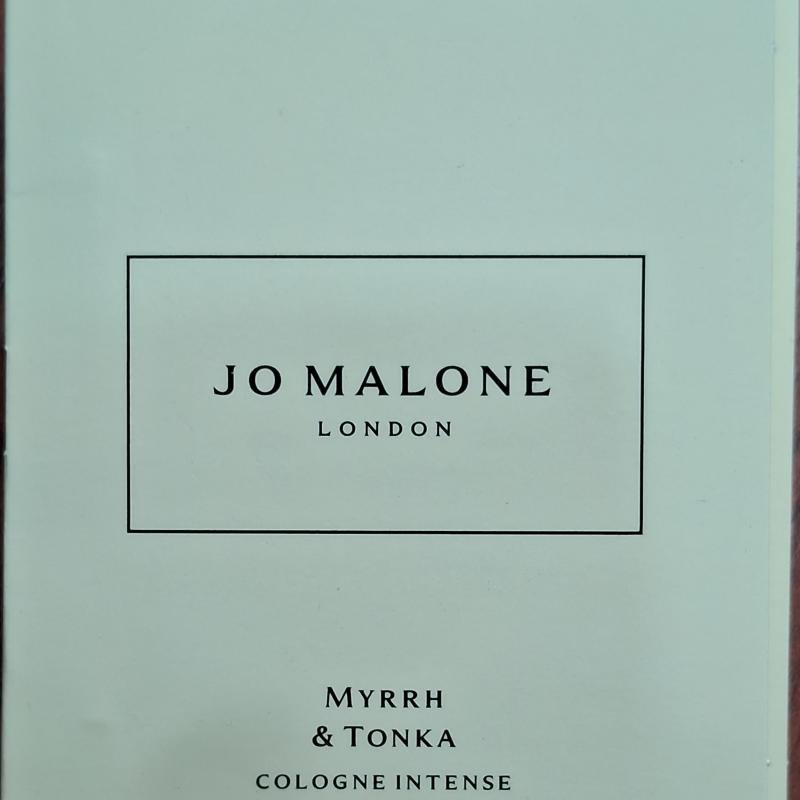 JO MALONE
LONDON
MYRRH
& TONKA
COLOGNE INTENSE